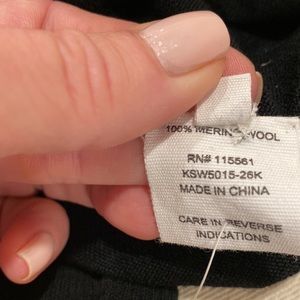 100% MERINO WOOL
RN# 115561
KSW5015-26K
MADE IN CHINA
CARE IN REVERSE
INDICATIONS